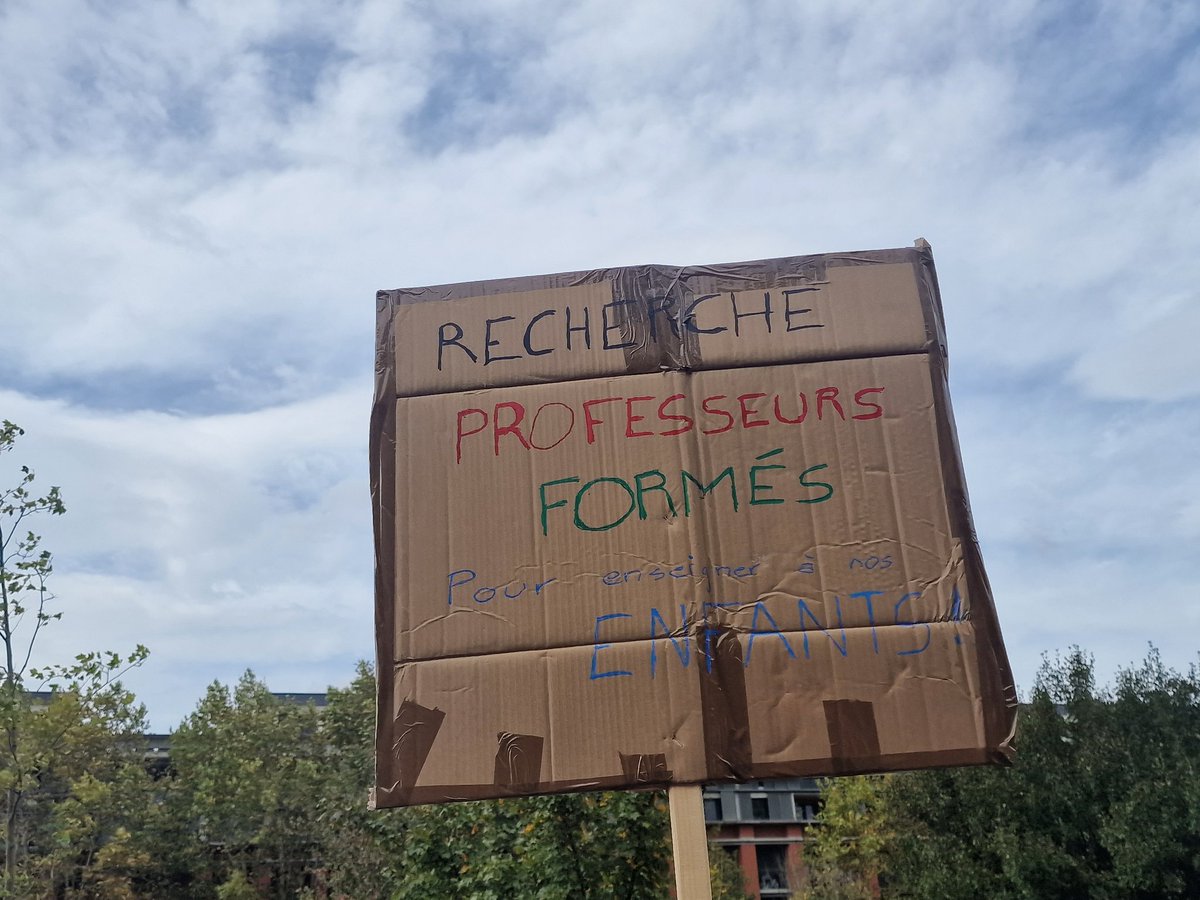 RECHERCHE
PROFESSEURS
FORMÉS
Pour enseigner à nos
ENFANTS!